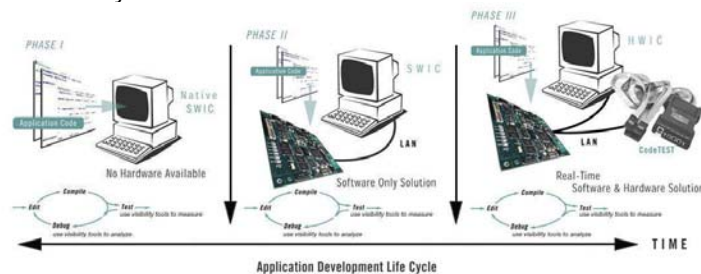 PHASE I
Application Code
Native
SWIC
No Hardware Available
Edit
Compile
Test
use visibility tools to measure
Debug
use visibility tools to analyze
PHASE II
Application Code
SWIC
LAN
Software Only Solution
Edit
Compile
Test
use visibility tools to measure
Debug
use visibility tools to analyze
PHASE III
Application Code
HWIC
LAN
CodeTEST
Real-Time
Software & Hardware Solution
Edit
Compile
Test
use visibility tools to measure
Debug
use visibility tools to analyze
TIME
Application Development Life Cycle